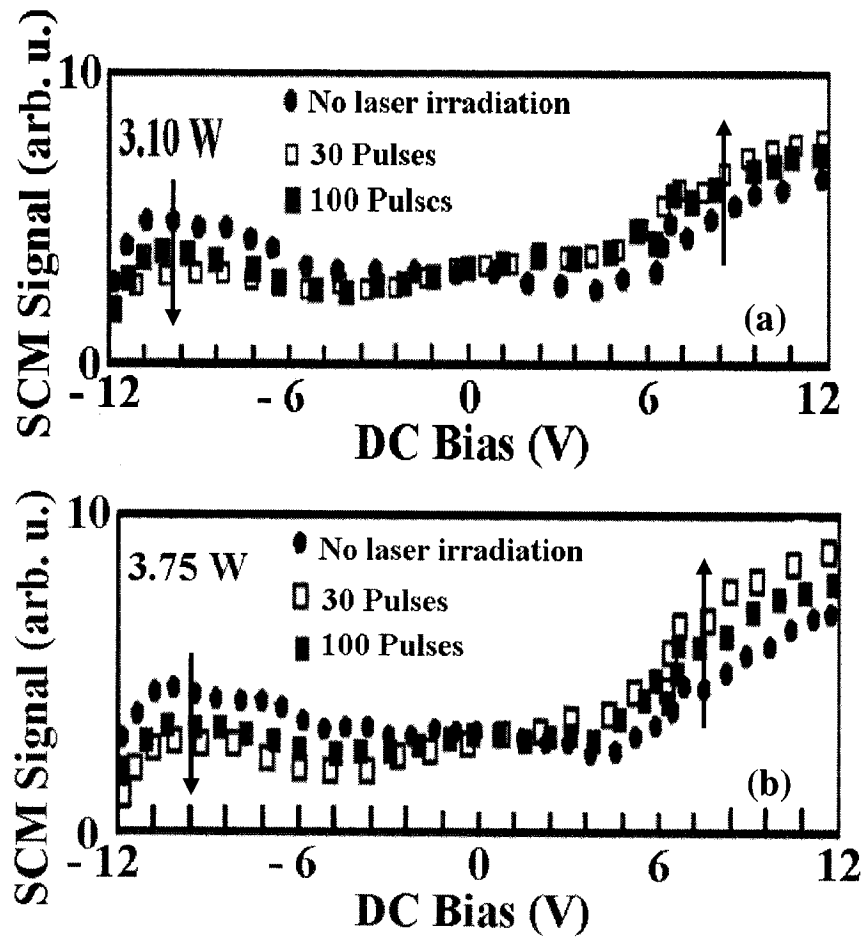 10
No laser irradiation
3.10 W
30 Pulses
100 Pulscs
SCM Signal (arb. u.)
(a)
0
- 12 - 6 0 6 12
DC Bias (V)
10
No laser irradiation
3.75 W
30 Pulses
100 Pulses
SCM Signal (arb. u.)
(b)
0
- 12 - 6 0 6 12
DC Bias (V)